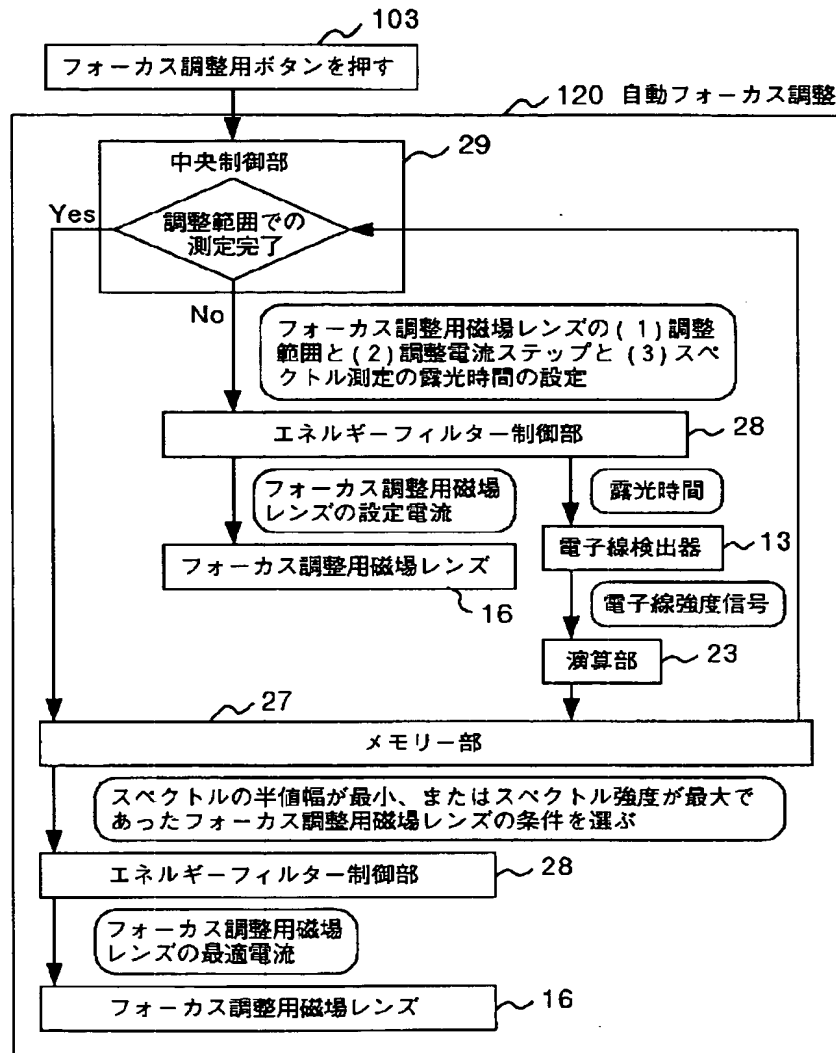 103
フォーカス調整用ボタンを押す
120 自動フォーカス調整
29
中央制御部
Yes
調整範囲での
測定完了
No
フォーカス調整用磁場レンズの(1)調整
範囲と(2)調整電流ステップと(3)スペ
クトル測定の露光時間の設定
エネルギーフィルター制御部
28
フォーカス調整用磁場
レンズの設定電流
露光時間
フォーカス調整用磁場レンズ
16
電子線検出器
13
電子線強度信号
演算部
23
27
メモリー部
スペクトルの半値幅が最小、またはスペクトル強度が最大で
あったフォーカス調整用磁場レンズの条件を選ぶ
エネルギーフィルター制御部
28
フォーカス調整用磁場
レンズの最適電流
フォーカス調整用磁場レンズ
16